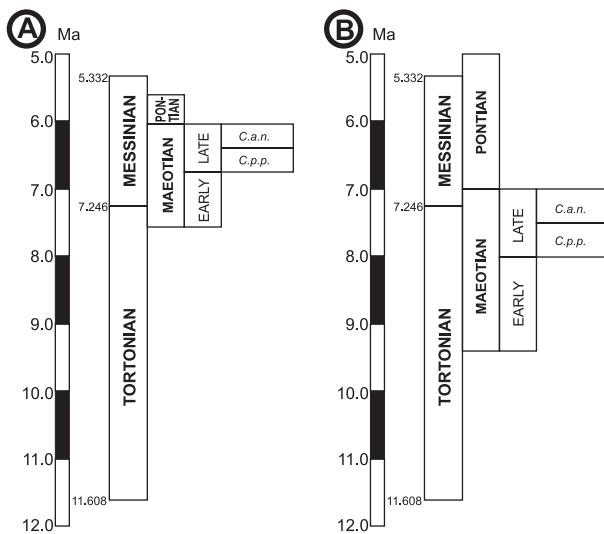 A
Ma
5.0
6.0
7.0
8.0
9.0
10.0
11.0
12.0
5.332
7.246
11.608
MESSINIAN
TORTONIAN
PON-
TIAN
MAEOTIAN
LATE
EARLY
C.a.n.
C.p.p.
B
Ma
5.0
6.0
7.0
8.0
9.0
10.0
11.0
12.0
5.332
7.246
11.608
MESSINIAN
TORTONIAN
PONTIAN
MAEOTIAN
LATE
EARLY
C.a.n.
C.p.p.